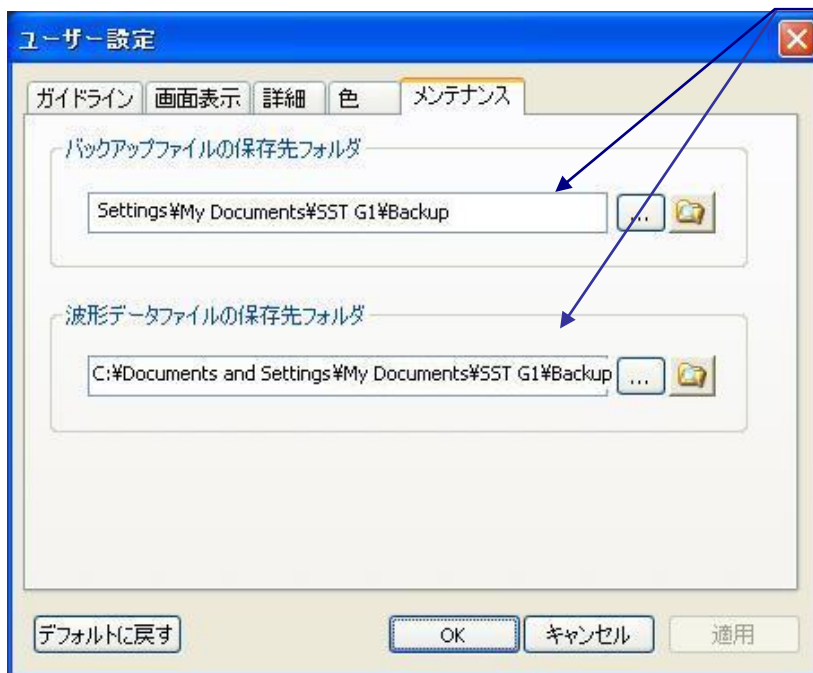 ユーザー設定
ガイドライン 画面表示 詳細 色 メンテナンス
バックアップファイルの保存先フォルダ
Settings¥My Documents¥SST G1¥Backup ...
波形データファイルの保存先フォルダ
C:¥Documents and Settings¥My Documents¥SST G1¥Backup ...
デフォルトに戻す OK キャンセル 適用